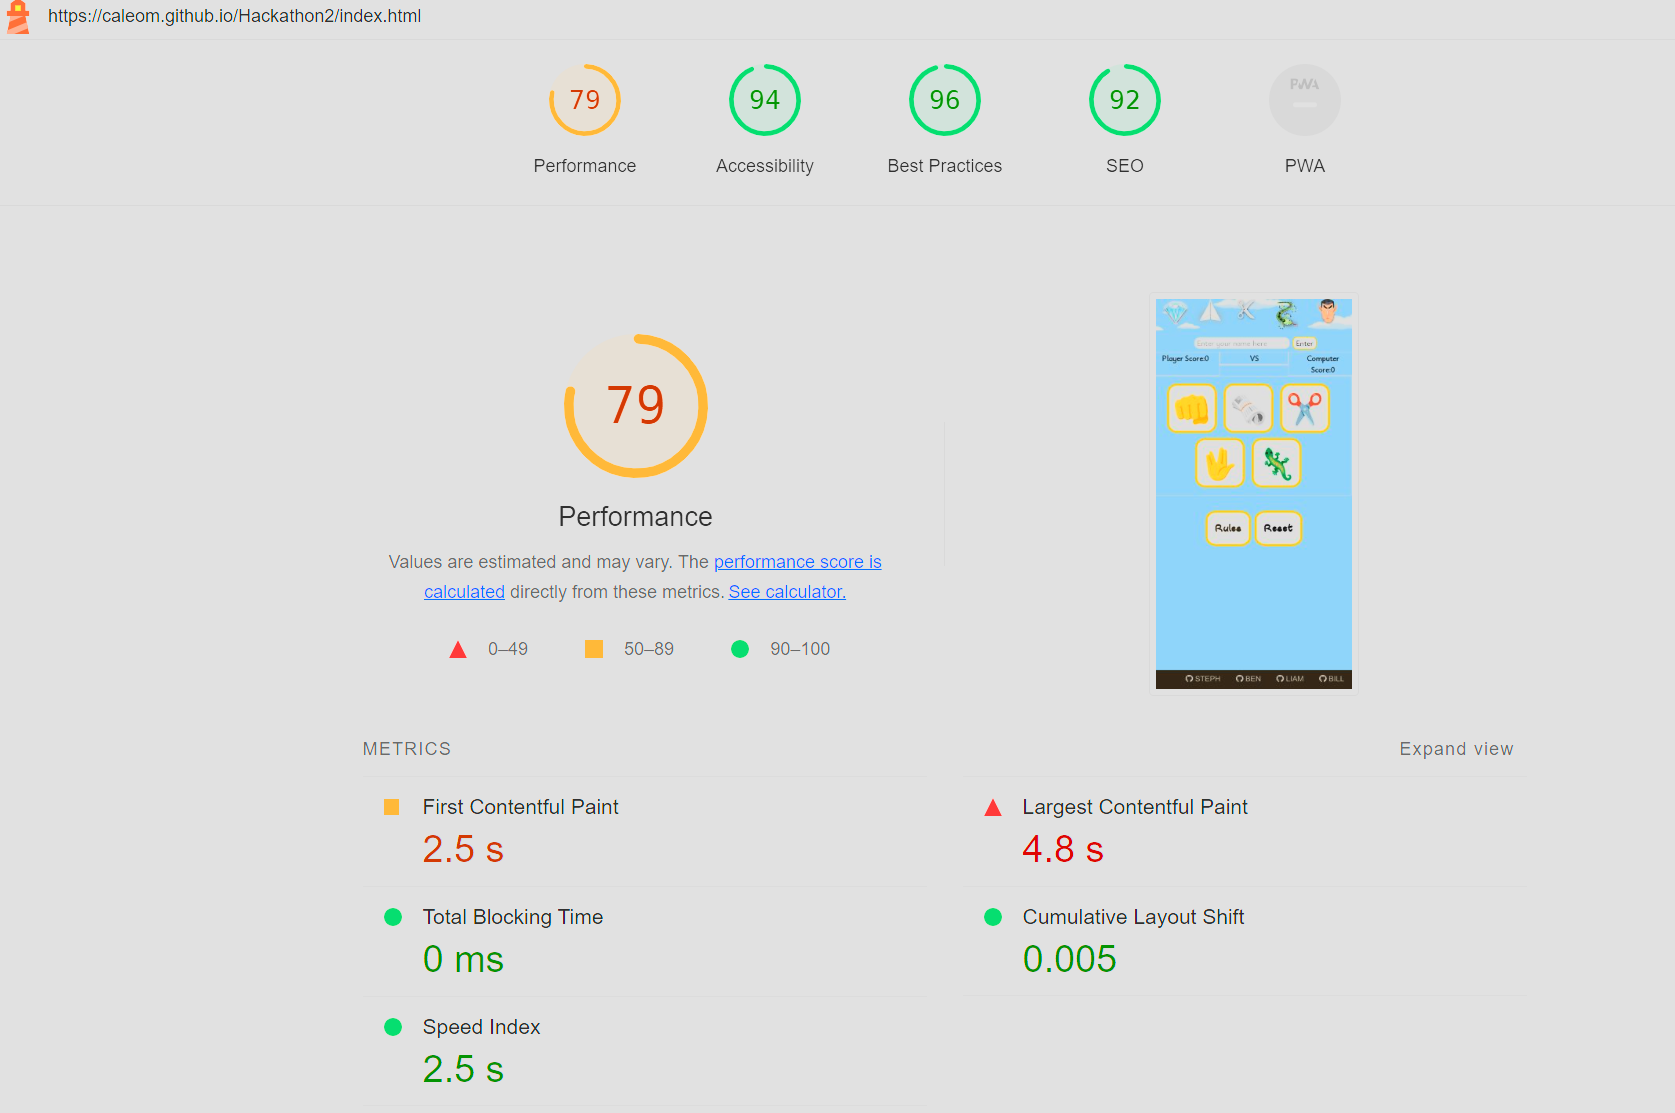 https://caleom.github.io/Hackathon2/index.html
79
94
96
92
PWA
Performance
Accessibility
Best Practices
SEO
PWA
79
Performance
Values are estimated and may vary. The performance score is
calculated directly from these metrics. See calculator.
0–49
50–89
90–100
Enter your name here
Enter
Player Score:0
VS
Computer
Score:0
Rules
Reset
STEPH
BEN
LIAM
BILL
METRICS
Expand view
First Contentful Paint
2.5 s
Largest Contentful Paint
4.8 s
Total Blocking Time
0 ms
Cumulative Layout Shift
0.005
Speed Index
2.5 s